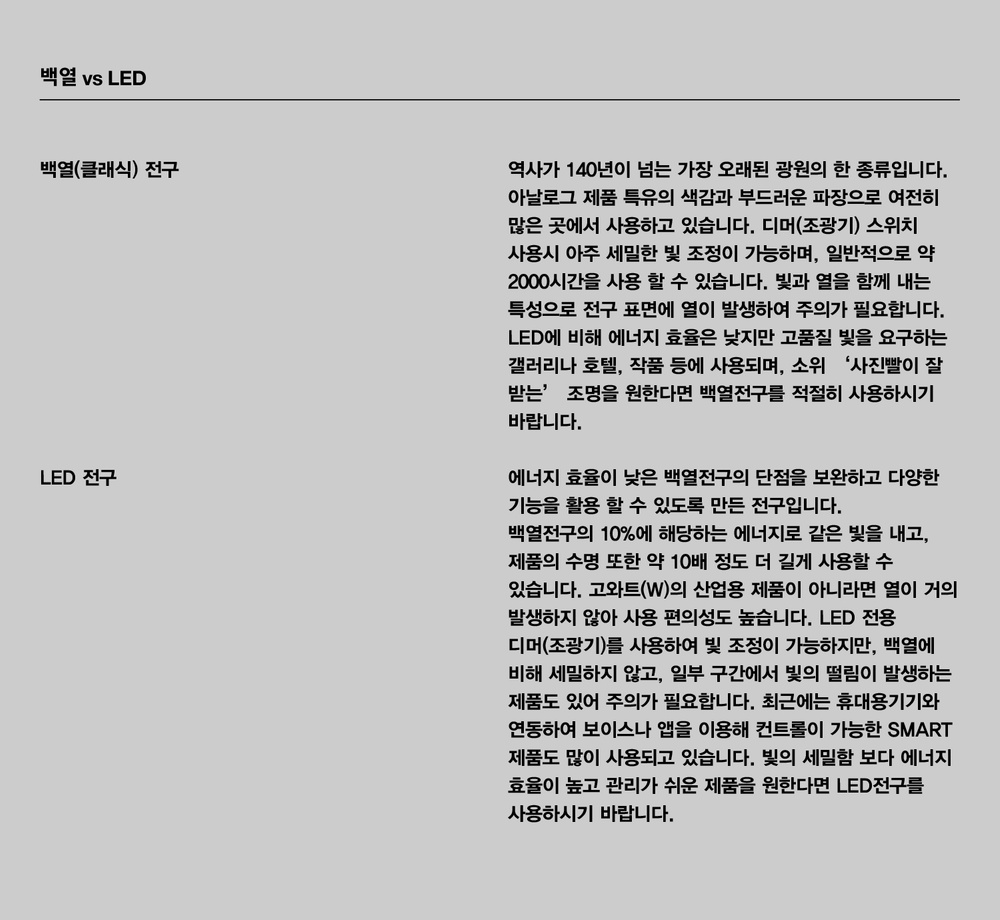 백열 vs LED
백열(클래식) 전구
역사가 140년이 넘는 가장 오래된 광원의 한 종류입니다.
아날로그 제품 특유의 색감과 부드러운 파장으로 여전히
많은 곳에서 사용하고 있습니다. 디머(조광기) 스위치
사용시 아주 세밀한 빛 조정이 가능하며, 일반적으로 약
2000시간을 사용 할 수 있습니다. 빛과 열을 함께 내는
특성으로 전구 표면에 열이 발생하여 주의가 필요합니다.
LED에 비해 에너지 효율은 낮지만 고품질 빛을 요구하는
갤러리나 호텔, 작품 등에 사용되며, 소위 ‘사진빨이 잘
받는’ 조명을 원한다면 백열전구를 적절히 사용하시기
바랍니다.
LED 전구
에너지 효율이 낮은 백열전구의 단점을 보완하고 다양한
기능을 활용 할 수 있도록 만든 전구입니다.
백열전구의 10%에 해당하는 에너지로 같은 빛을 내고,
제품의 수명 또한 약 10배 정도 더 길게 사용할 수
있습니다. 고와트(W)의 산업용 제품이 아니라면 열이 거의
발생하지 않아 사용 편의성도 높습니다. LED 전용
디머(조광기)를 사용하여 빛 조정이 가능하지만, 백열에
비해 세밀하지 않고, 일부 구간에서 빛의 떨림이 발생하는
제품도 있어 주의가 필요합니다. 최근에는 휴대용기기와
연동하여 보이스나 앱을 이용해 컨트롤이 가능한 SMART
제품도 많이 사용되고 있습니다. 빛의 세밀함 보다 에너지
효율이 높고 관리가 쉬운 제품을 원한다면 LED전구를
사용하시기 바랍니다.